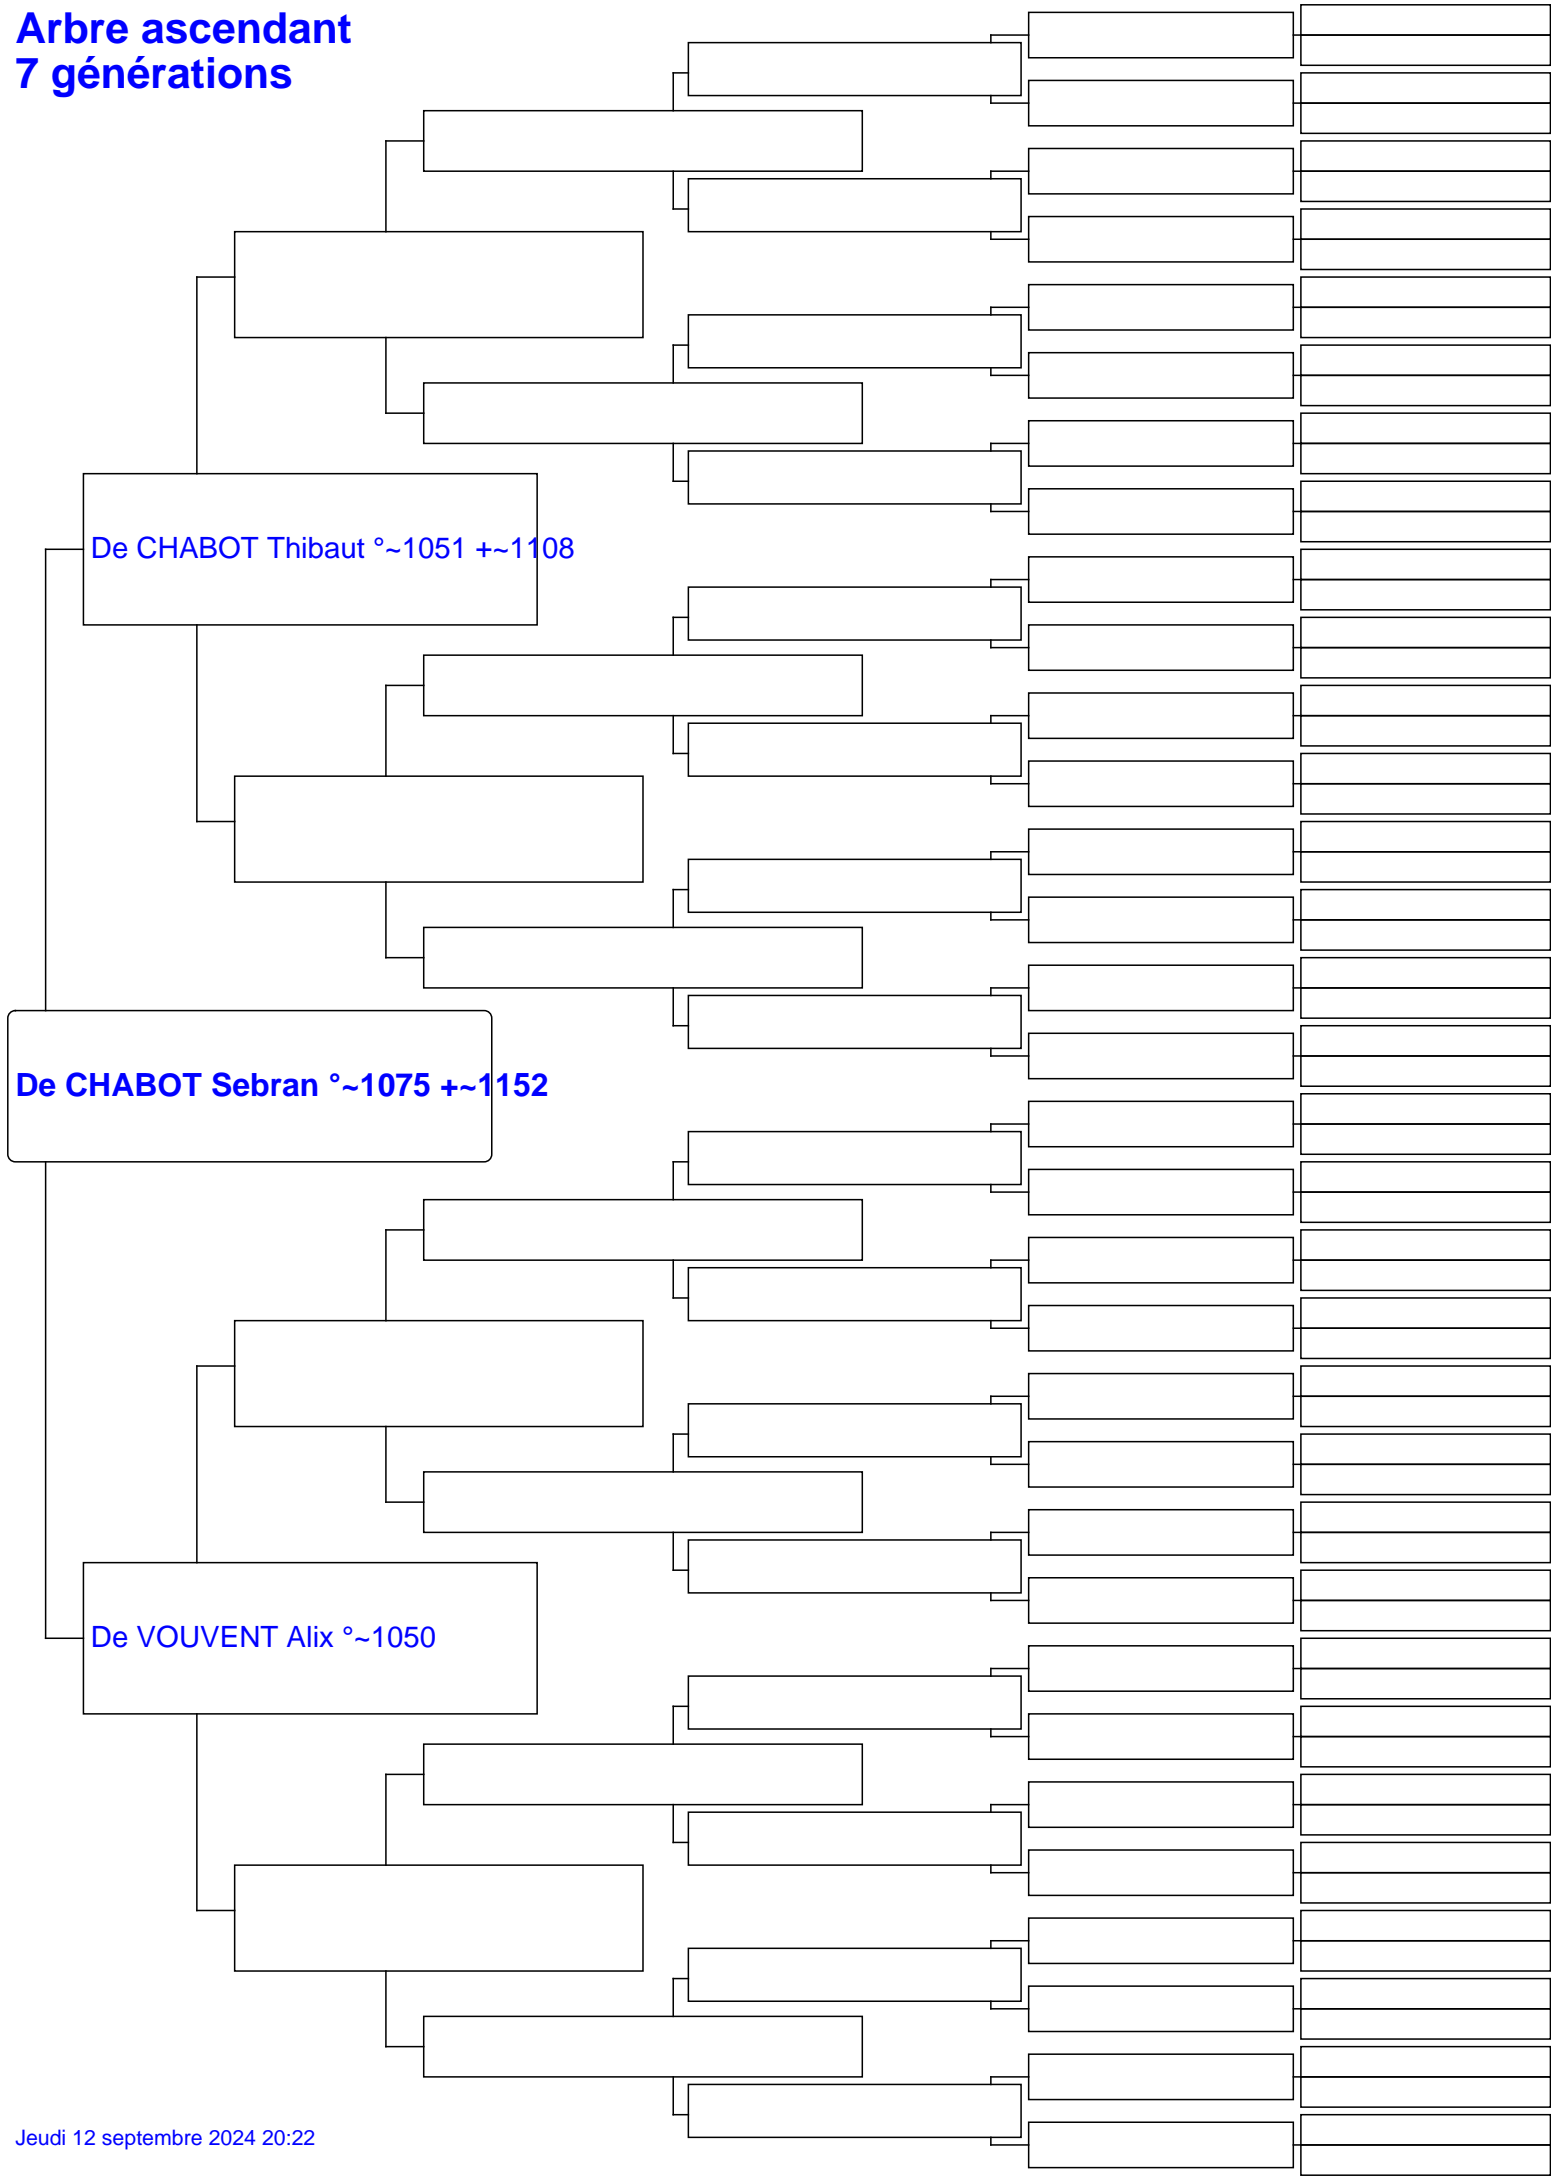 Arbre ascendant
7 générations
De CHABOT Thibaut °~1051 +~1108
De CHABOT Sebran °~1075 +~1152
De VOUVENT Alix °~1050
Jeudi 12 septembre 2024 20:22